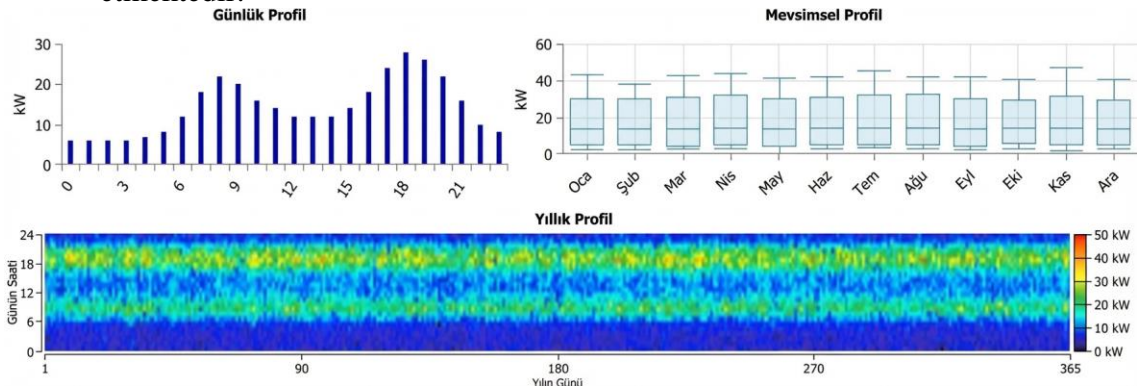 etmektedir.
Günlük Profil
30
20
10
0
kW
0 3 6 9 12 15 18 21
Mevsimsel Profil
60
40
20
0
kW
Oca Şub Mar Nis May Haz Tem Ağu Eyl Eki Kas Ara
Yıllık Profil
24
18
12
6
0
Günün Saati
1 90 180 270 365
Yılın Günü
50 kW
40 kW
30 kW
20 kW
10 kW
0 kW